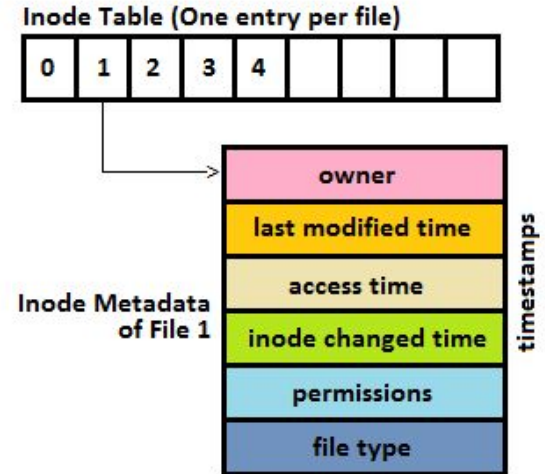 Inode Table (One entry per file)
0 1 2 3 4
owner
last modified time
access time
inode changed time
permissions
file type
Inode Metadata
of File 1
timestamps